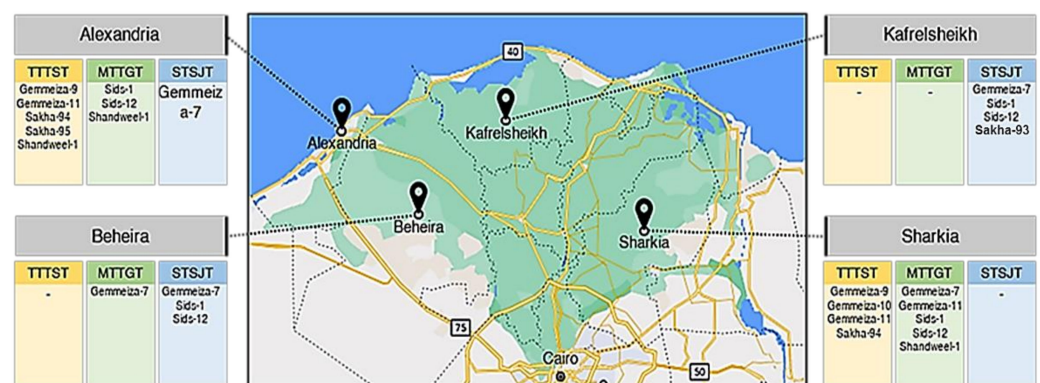 Alexandria
TTTST
MTTGT
STSJT
Gemmeiza-9
Gemmeiza-11
Sakha-94
Sakha-95
Shandweel-1
Sids-1
Sids-12
Shandweel-1
Gemmeiz
a-7
Beheira
TTTST
MTTGT
STSJT
-
Gemmeiza-7
Gemmeiza-7
Sids-1
Sids-12
40
Alexandria
Kafrelsheikh
Beheira
Sharkia
75
Cairo
50
Kafrelsheikh
TTTST
MTTGT
STSJT
-
-
Gemmeiza-7
Sids-1
Sids-12
Sakha-93
Sharkia
TTTST
MTTGT
STSJT
Gemmeiza-9
Gemmeiza-10
Gemmeiza-11
Sakha-94
Gemmeiza-7
Gemmeiza-11
Sids-1
Sids-12
Shandweel-1
-